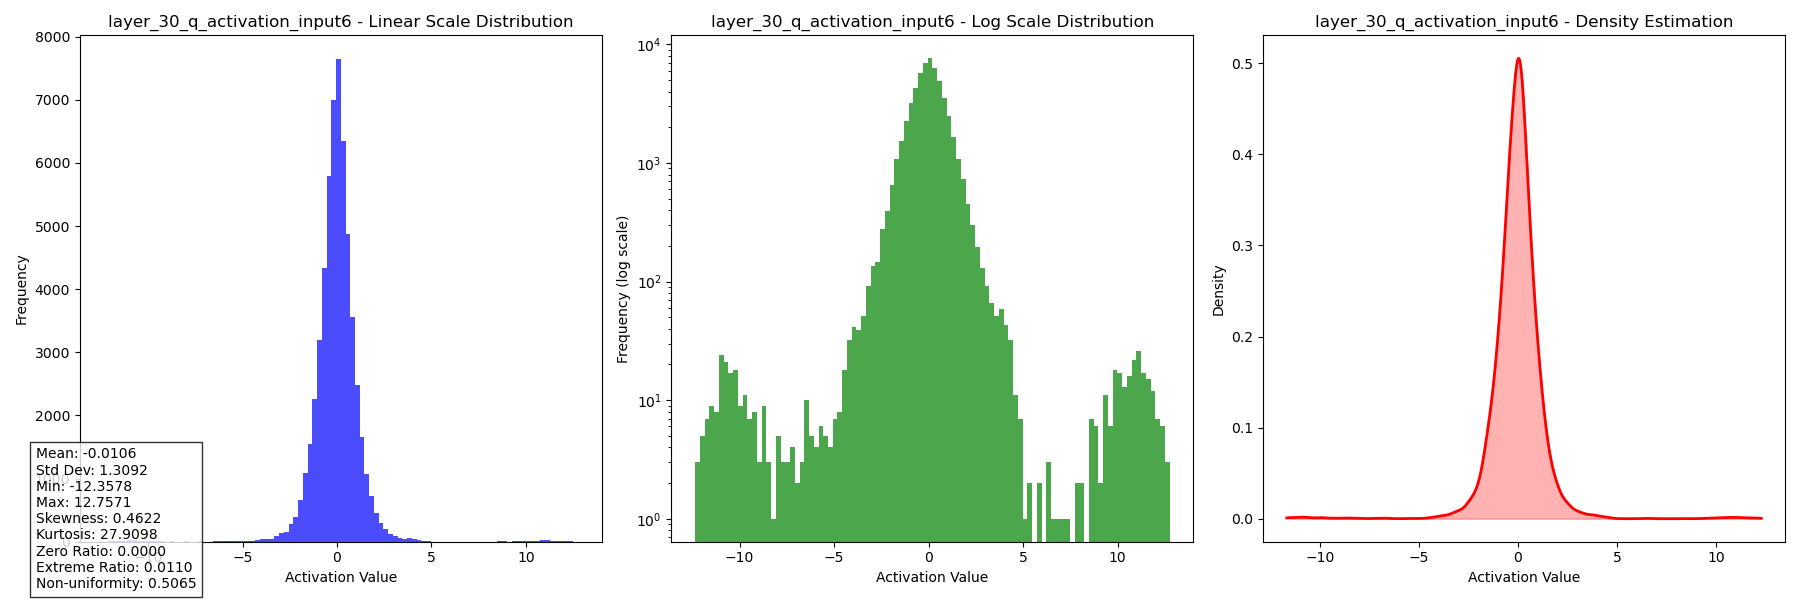 layer_30_q_activation_input6 - Linear Scale Distribution
8000
7000
6000
5000
4000
3000
2000
Frequency
−5
0
5
10
Activation Value
Mean: -0.0106
Std Dev: 1.3092
Min: -12.3578
Max: 12.7571
Skewness: 0.4622
Kurtosis: 27.9098
Zero Ratio: 0.0000
Extreme Ratio: 0.0110
Non-uniformity: 0.5065
layer_30_q_activation_input6 - Log Scale Distribution
10⁴
10³
10²
10¹
10⁰
Frequency (log scale)
−10
−5
0
5
10
Activation Value
layer_30_q_activation_input6 - Density Estimation
0.5
0.4
0.3
0.2
0.1
0.0
Density
−10
−5
0
5
10
Activation Value